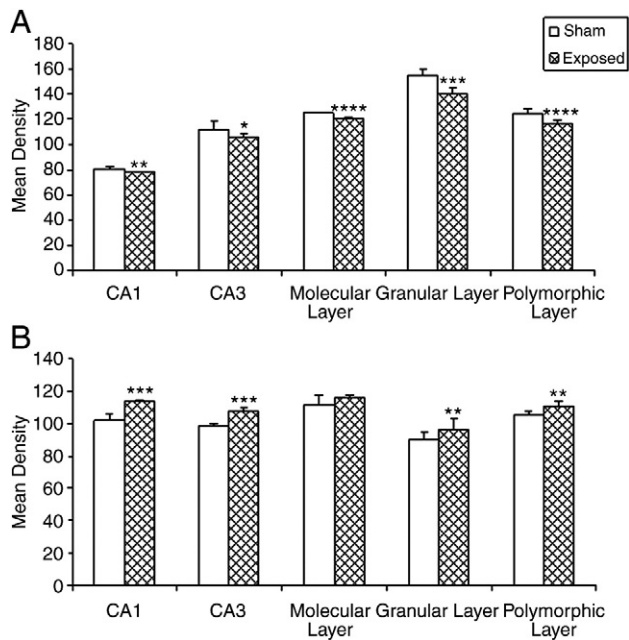 A
Sham
Exposed
Mean Density
180
160
140
120
100
80
60
40
20
0
**
*
****
***
****
CA1
CA3
Molecular Layer
Granular Layer
Polymorphic Layer
B
Mean Density
140
120
100
80
60
40
20
0
***
***
**
**
CA1
CA3
Molecular Layer
Granular Layer
Polymorphic Layer